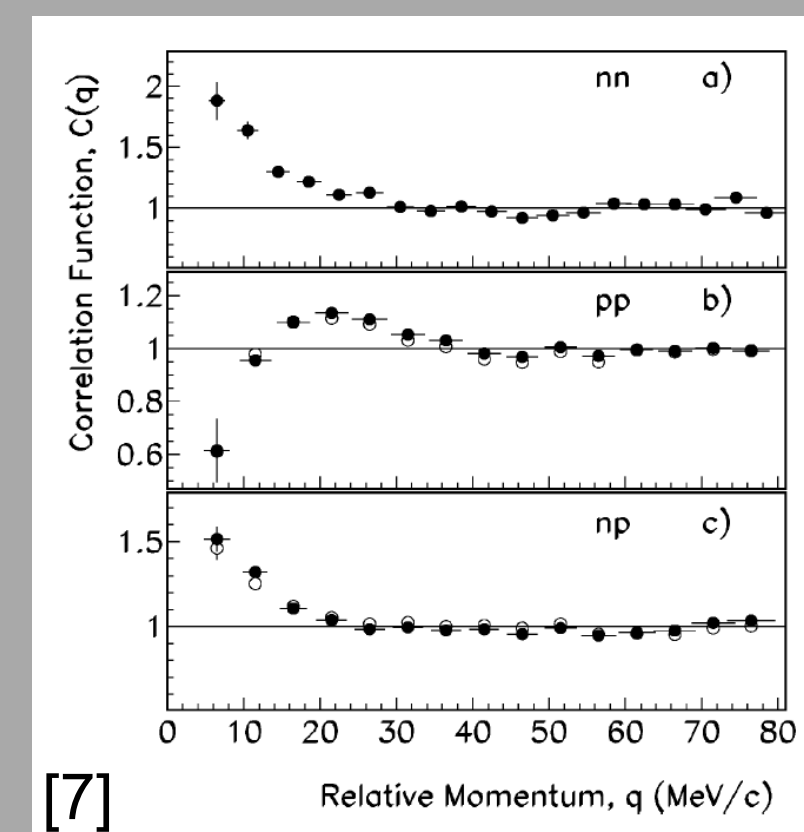 Correlation Function, C(q)
nn a)
2
1.5
1
pp b)
1.2
1
0.8
0.6
np c)
1.5
1
0 10 20 30 40 50 60 70 80
Relative Momentum, q (MeV/c)
[7]